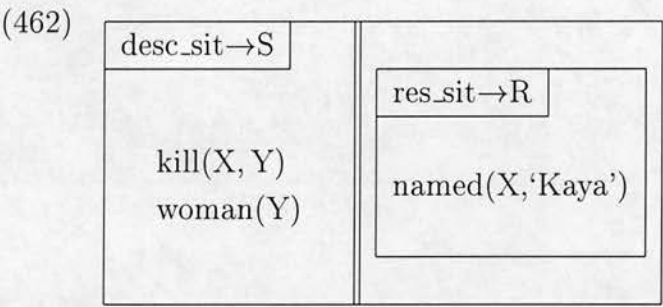 (462)
desc_sit→S
res_sit→R
kill(X, Y)
named(X,‘Kaya’)
woman(Y)